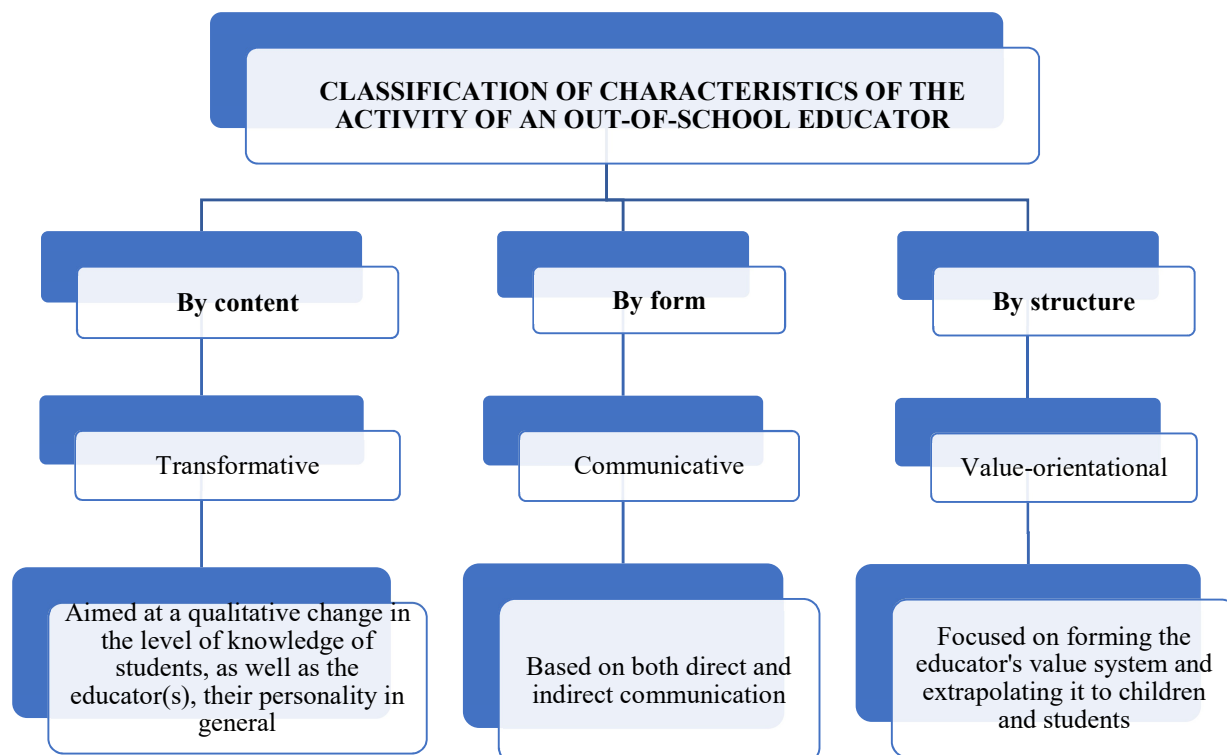 CLASSIFICATION OF CHARACTERISTICS OF THE
ACTIVITY OF AN OUT-OF-SCHOOL EDUCATOR
By content
By form
By structure
Transformative
Communicative
Value-orientational
Aimed at a qualitative change in
the level of knowledge of
students, as well as the
educator(s), their personality in
general
Based on both direct and
indirect communication
Focused on forming the
educator's value system and
extrapolating it to children
and students